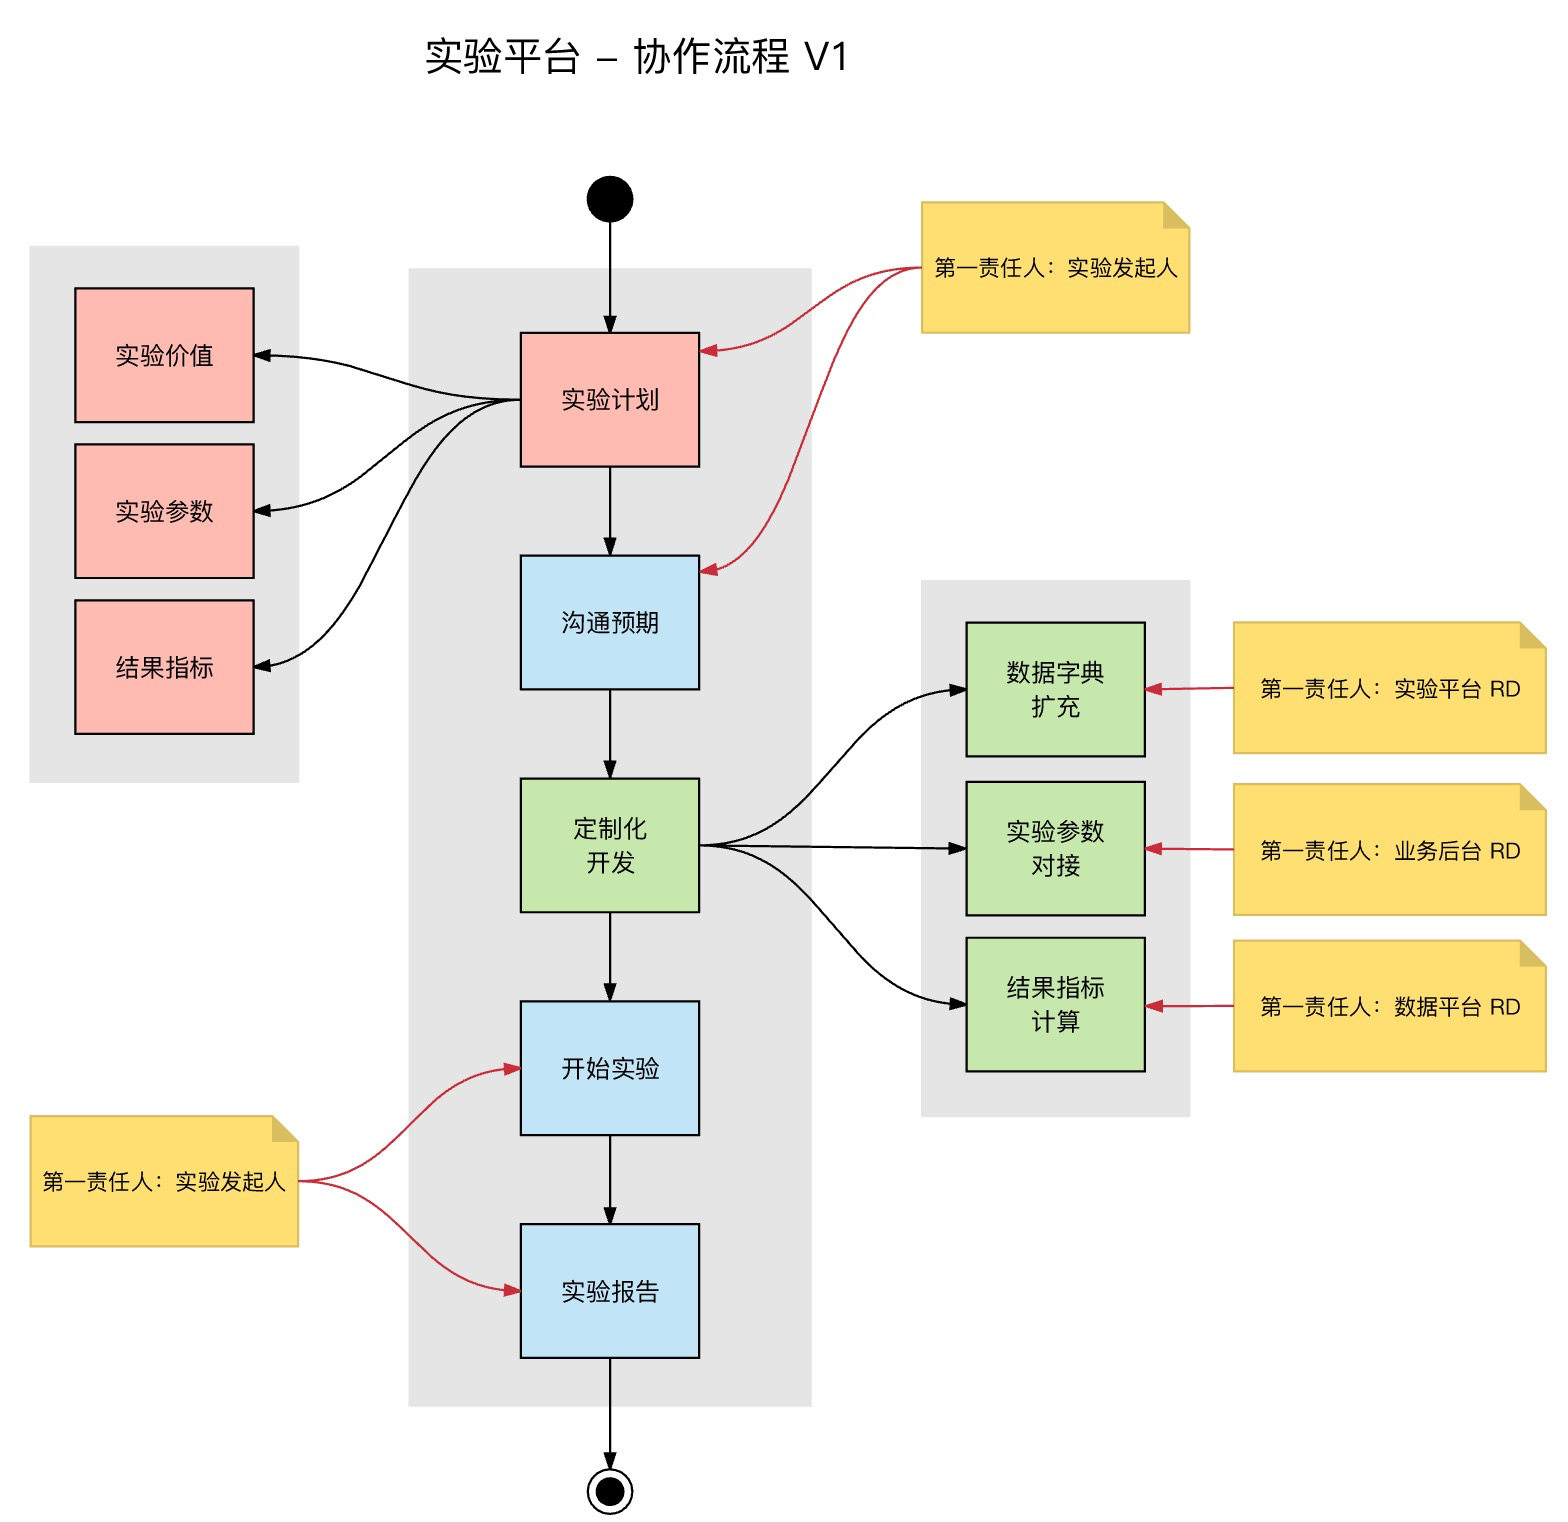 实验平台 – 协作流程 V1
第一责任人：实验发起人
实验价值
实验参数
结果指标
实验计划
沟通预期
定制化
开发
开始实验
实验报告
数据字典
扩充
实验参数
对接
结果指标
计算
第一责任人：实验平台 RD
第一责任人：业务后台 RD
第一责任人：数据平台 RD
第一责任人：实验发起人